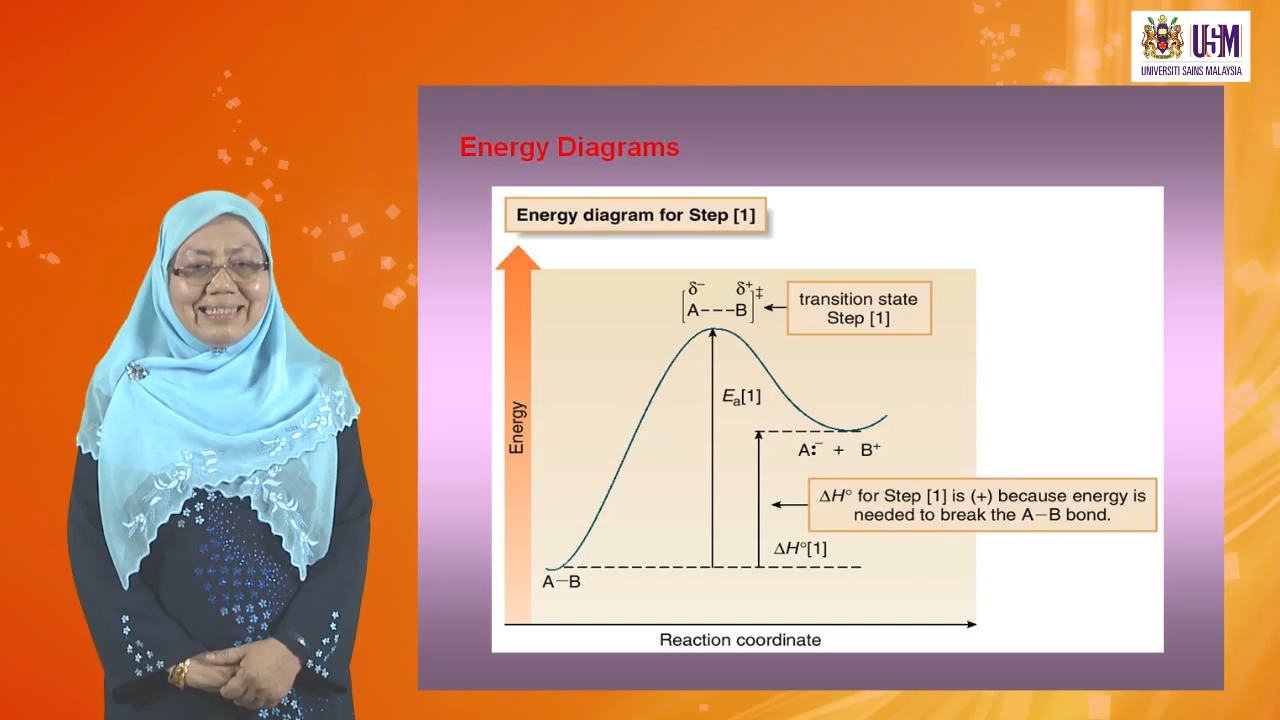 USM
UNIVERSITI SAINS MALAYSIA
Energy Diagrams
Energy diagram for Step [1]
δ⁻ δ⁺
[A---B]‡
transition state
Step [1]
Eₐ[1]
Energy
A:⁻ + B⁺
ΔH° for Step [1] is (+) because energy is
needed to break the A—B bond.
ΔH°[1]
A—B
Reaction coordinate